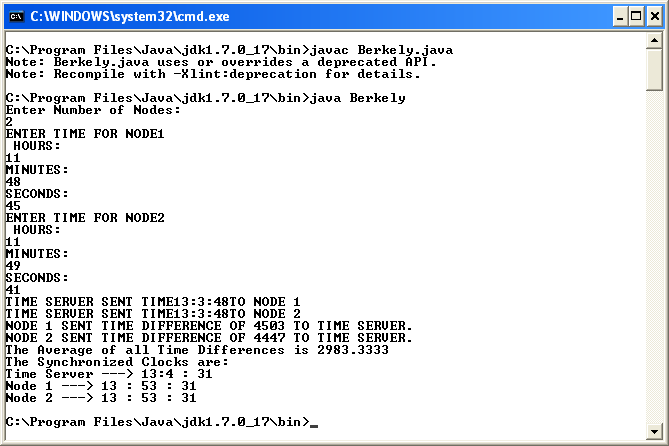 C:\WINDOWS\system32\cmd.exe
C:\Program Files\Java\jdk1.7.0_17\bin>javac Berkely.java
Note: Berkely.java uses or overrides a deprecated API.
Note: Recompile with -Xlint:deprecation for details.
C:\Program Files\Java\jdk1.7.0_17\bin>java Berkely
Enter Number of Nodes:
2
ENTER TIME FOR NODE1
HOURS:
11
MINUTES:
48
SECONDS:
45
ENTER TIME FOR NODE2
HOURS:
11
MINUTES:
49
SECONDS:
41
TIME SERVER SENT TIME13:3:48TO NODE 1
TIME SERVER SENT TIME13:3:48TO NODE 2
NODE 1 SENT TIME DIFFERENCE OF 4503 TO TIME SERVER.
NODE 2 SENT TIME DIFFERENCE OF 4447 TO TIME SERVER.
The Average of all Time Differences is 2983.3333
The Synchronized Clocks are:
Time Server ---> 13:4 : 31
Node 1 ---> 13 : 53 : 31
Node 2 ---> 13 : 53 : 31
C:\Program Files\Java\jdk1.7.0_17\bin>_